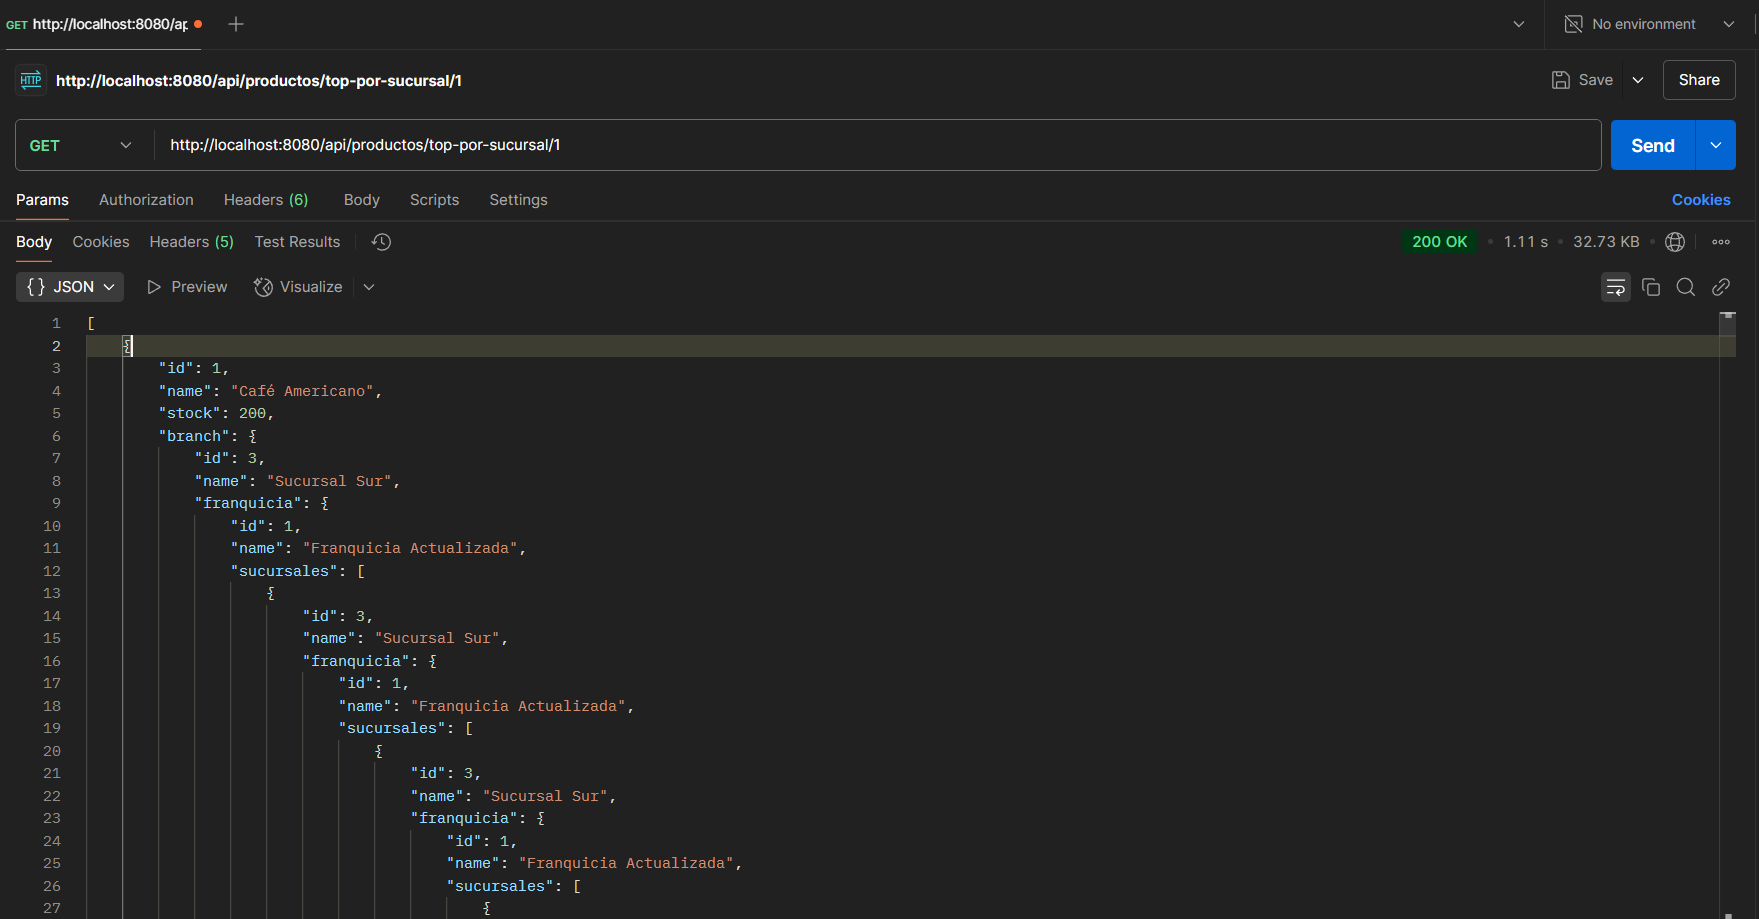 GET http://localhost:8080/ap
No environment
HTTP http://localhost:8080/api/productos/top-por-sucursal/1
Save
Share
GET http://localhost:8080/api/productos/top-por-sucursal/1
Send
Params Authorization Headers (6) Body Scripts Settings
Cookies
Body Cookies Headers (5) Test Results
200 OK • 1.11 s • 32.73 KB
{} JSON Preview Visualize
1 [
2 {
3 "id": 1,
4 "name": "Café Americano",
5 "stock": 200,
6 "branch": {
7 "id": 3,
8 "name": "Sucursal Sur",
9 "franquicia": {
10 "id": 1,
11 "name": "Franquicia Actualizada",
12 "sucursales": [
13 {
14 "id": 3,
15 "name": "Sucursal Sur",
16 "franquicia": {
17 "id": 1,
18 "name": "Franquicia Actualizada",
19 "sucursales": [
20 {
21 "id": 3,
22 "name": "Sucursal Sur",
23 "franquicia": {
24 "id": 1,
25 "name": "Franquicia Actualizada",
26 "sucursales": [
27 {